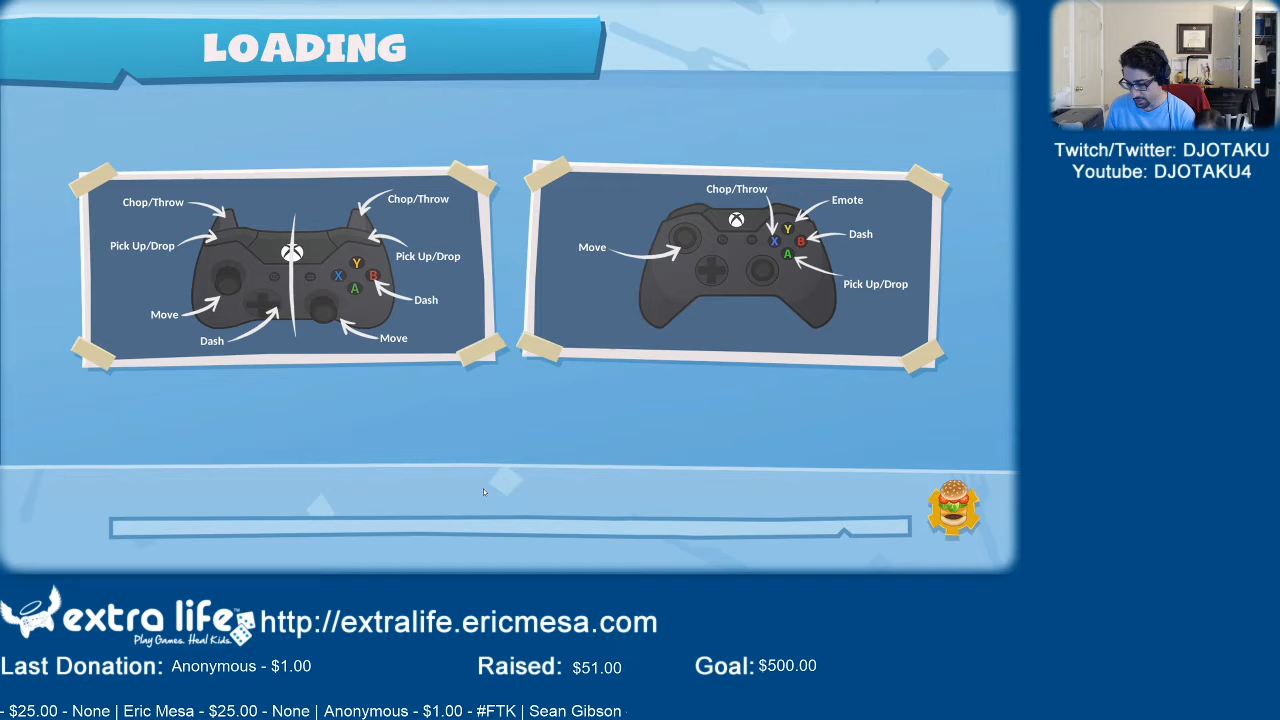 LOADING
Twitch/Twitter: DJOTAKU
Youtube: DJOTAKU4
Chop/Throw
Chop/Throw
Pick Up/Drop
Pick Up/Drop
Dash
Move
Dash
Move
X
Y
B
A
Chop/Throw
Emote
Dash
Move
Pick Up/Drop
X
Y
B
A
extra life
Play Games. Heal Kids.
http://extralife.ericmesa.com
Last Donation: Anonymous - $1.00
Raised: $51.00
Goal: $500.00
- $25.00 - None | Eric Mesa - $25.00 - None | Anonymous - $1.00 - #FTK | Sean Gibson